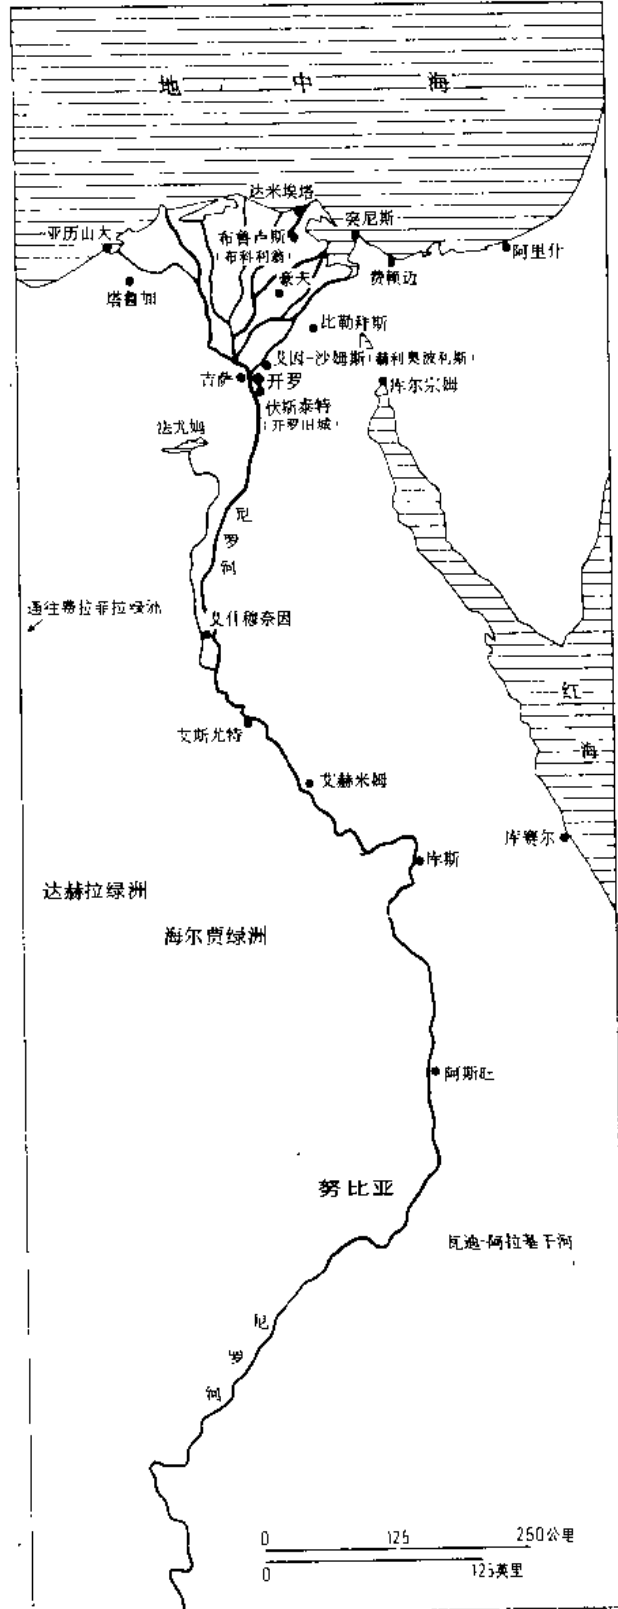 地中海
达米埃塔
亚历山大
布鲁卢斯
(布科利翁)
突尼斯
阿里什
费赖迈
豪夫
塔鲁加
比勒拜斯
艾因-沙姆斯(赫利奥波利斯)
吉萨
开罗
库尔宗姆
伏斯泰特
(开罗旧城)
法尤姆
尼罗河
通往费拉菲拉绿洲
艾什穆奈因
红海
艾斯尤特
艾赫米姆
库赛尔
库斯
达赫拉绿洲
海尔贾绿洲
阿斯旺
努比亚
瓦迪-阿拉基干河
尼罗河
0 125 250公里
0 125英里